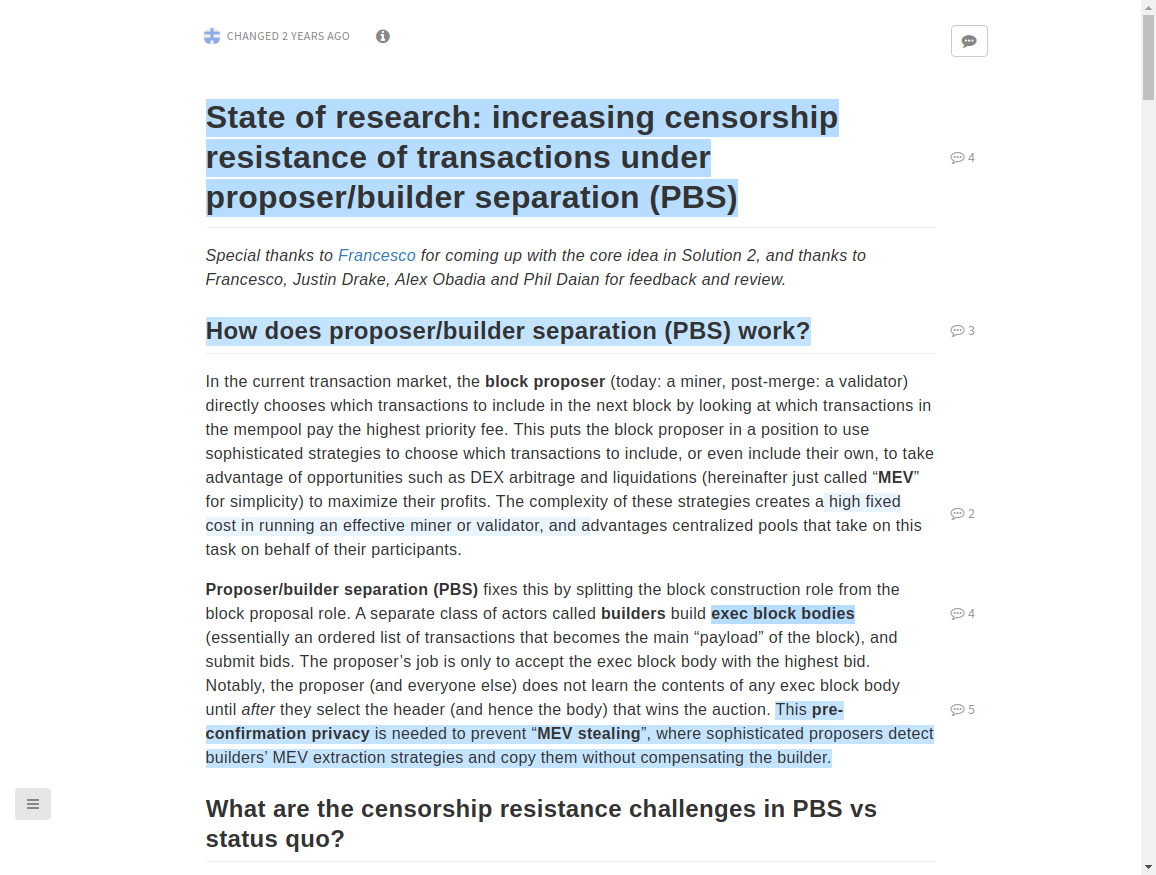 CHANGED 2 YEARS AGO
State of research: increasing censorship
resistance of transactions under
proposer/builder separation (PBS)
4
Special thanks to Francesco for coming up with the core idea in Solution 2, and thanks to
Francesco, Justin Drake, Alex Obadia and Phil Daian for feedback and review.
How does proposer/builder separation (PBS) work?
3
In the current transaction market, the block proposer (today: a miner, post-merge: a validator)
directly chooses which transactions to include in the next block by looking at which transactions in
the mempool pay the highest priority fee. This puts the block proposer in a position to use
sophisticated strategies to choose which transactions to include, or even include their own, to take
advantage of opportunities such as DEX arbitrage and liquidations (hereinafter just called “MEV”
for simplicity) to maximize their profits. The complexity of these strategies creates a high fixed
cost in running an effective miner or validator, and advantages centralized pools that take on this
task on behalf of their participants.
2
Proposer/builder separation (PBS) fixes this by splitting the block construction role from the
block proposal role. A separate class of actors called builders build exec block bodies
4
(essentially an ordered list of transactions that becomes the main “payload” of the block), and
submit bids. The proposer’s job is only to accept the exec block body with the highest bid.
Notably, the proposer (and everyone else) does not learn the contents of any exec block body
until after they select the header (and hence the body) that wins the auction. This pre-
5
confirmation privacy is needed to prevent “MEV stealing”, where sophisticated proposers detect
builders’ MEV extraction strategies and copy them without compensating the builder.
What are the censorship resistance challenges in PBS vs
status quo?